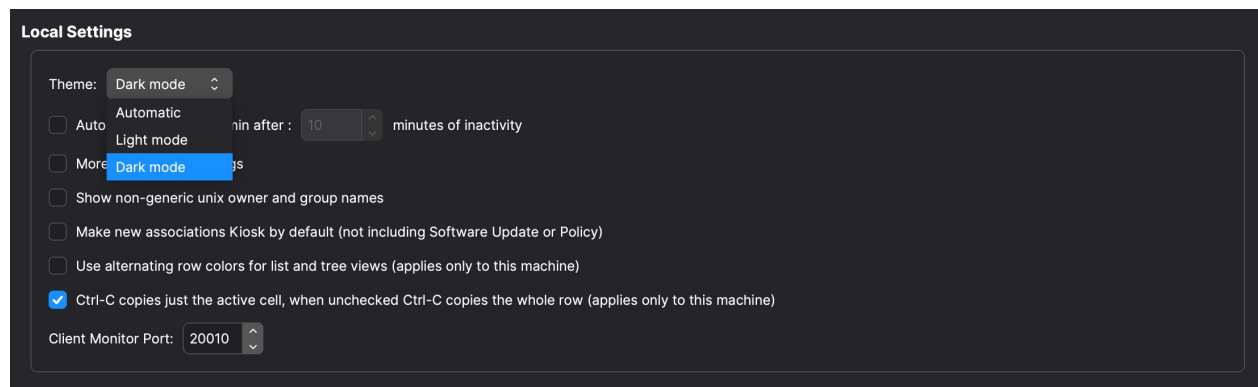 Local Settings
Theme: Dark mode
Automatic
Auto min after : 10 minutes of inactivity
Light mode
More gs
Dark mode
Show non-generic unix owner and group names
Make new associations Kiosk by default (not including Software Update or Policy)
Use alternating row colors for list and tree views (applies only to this machine)
Ctrl-C copies just the active cell, when unchecked Ctrl-C copies the whole row (applies only to this machine)
Client Monitor Port: 20010